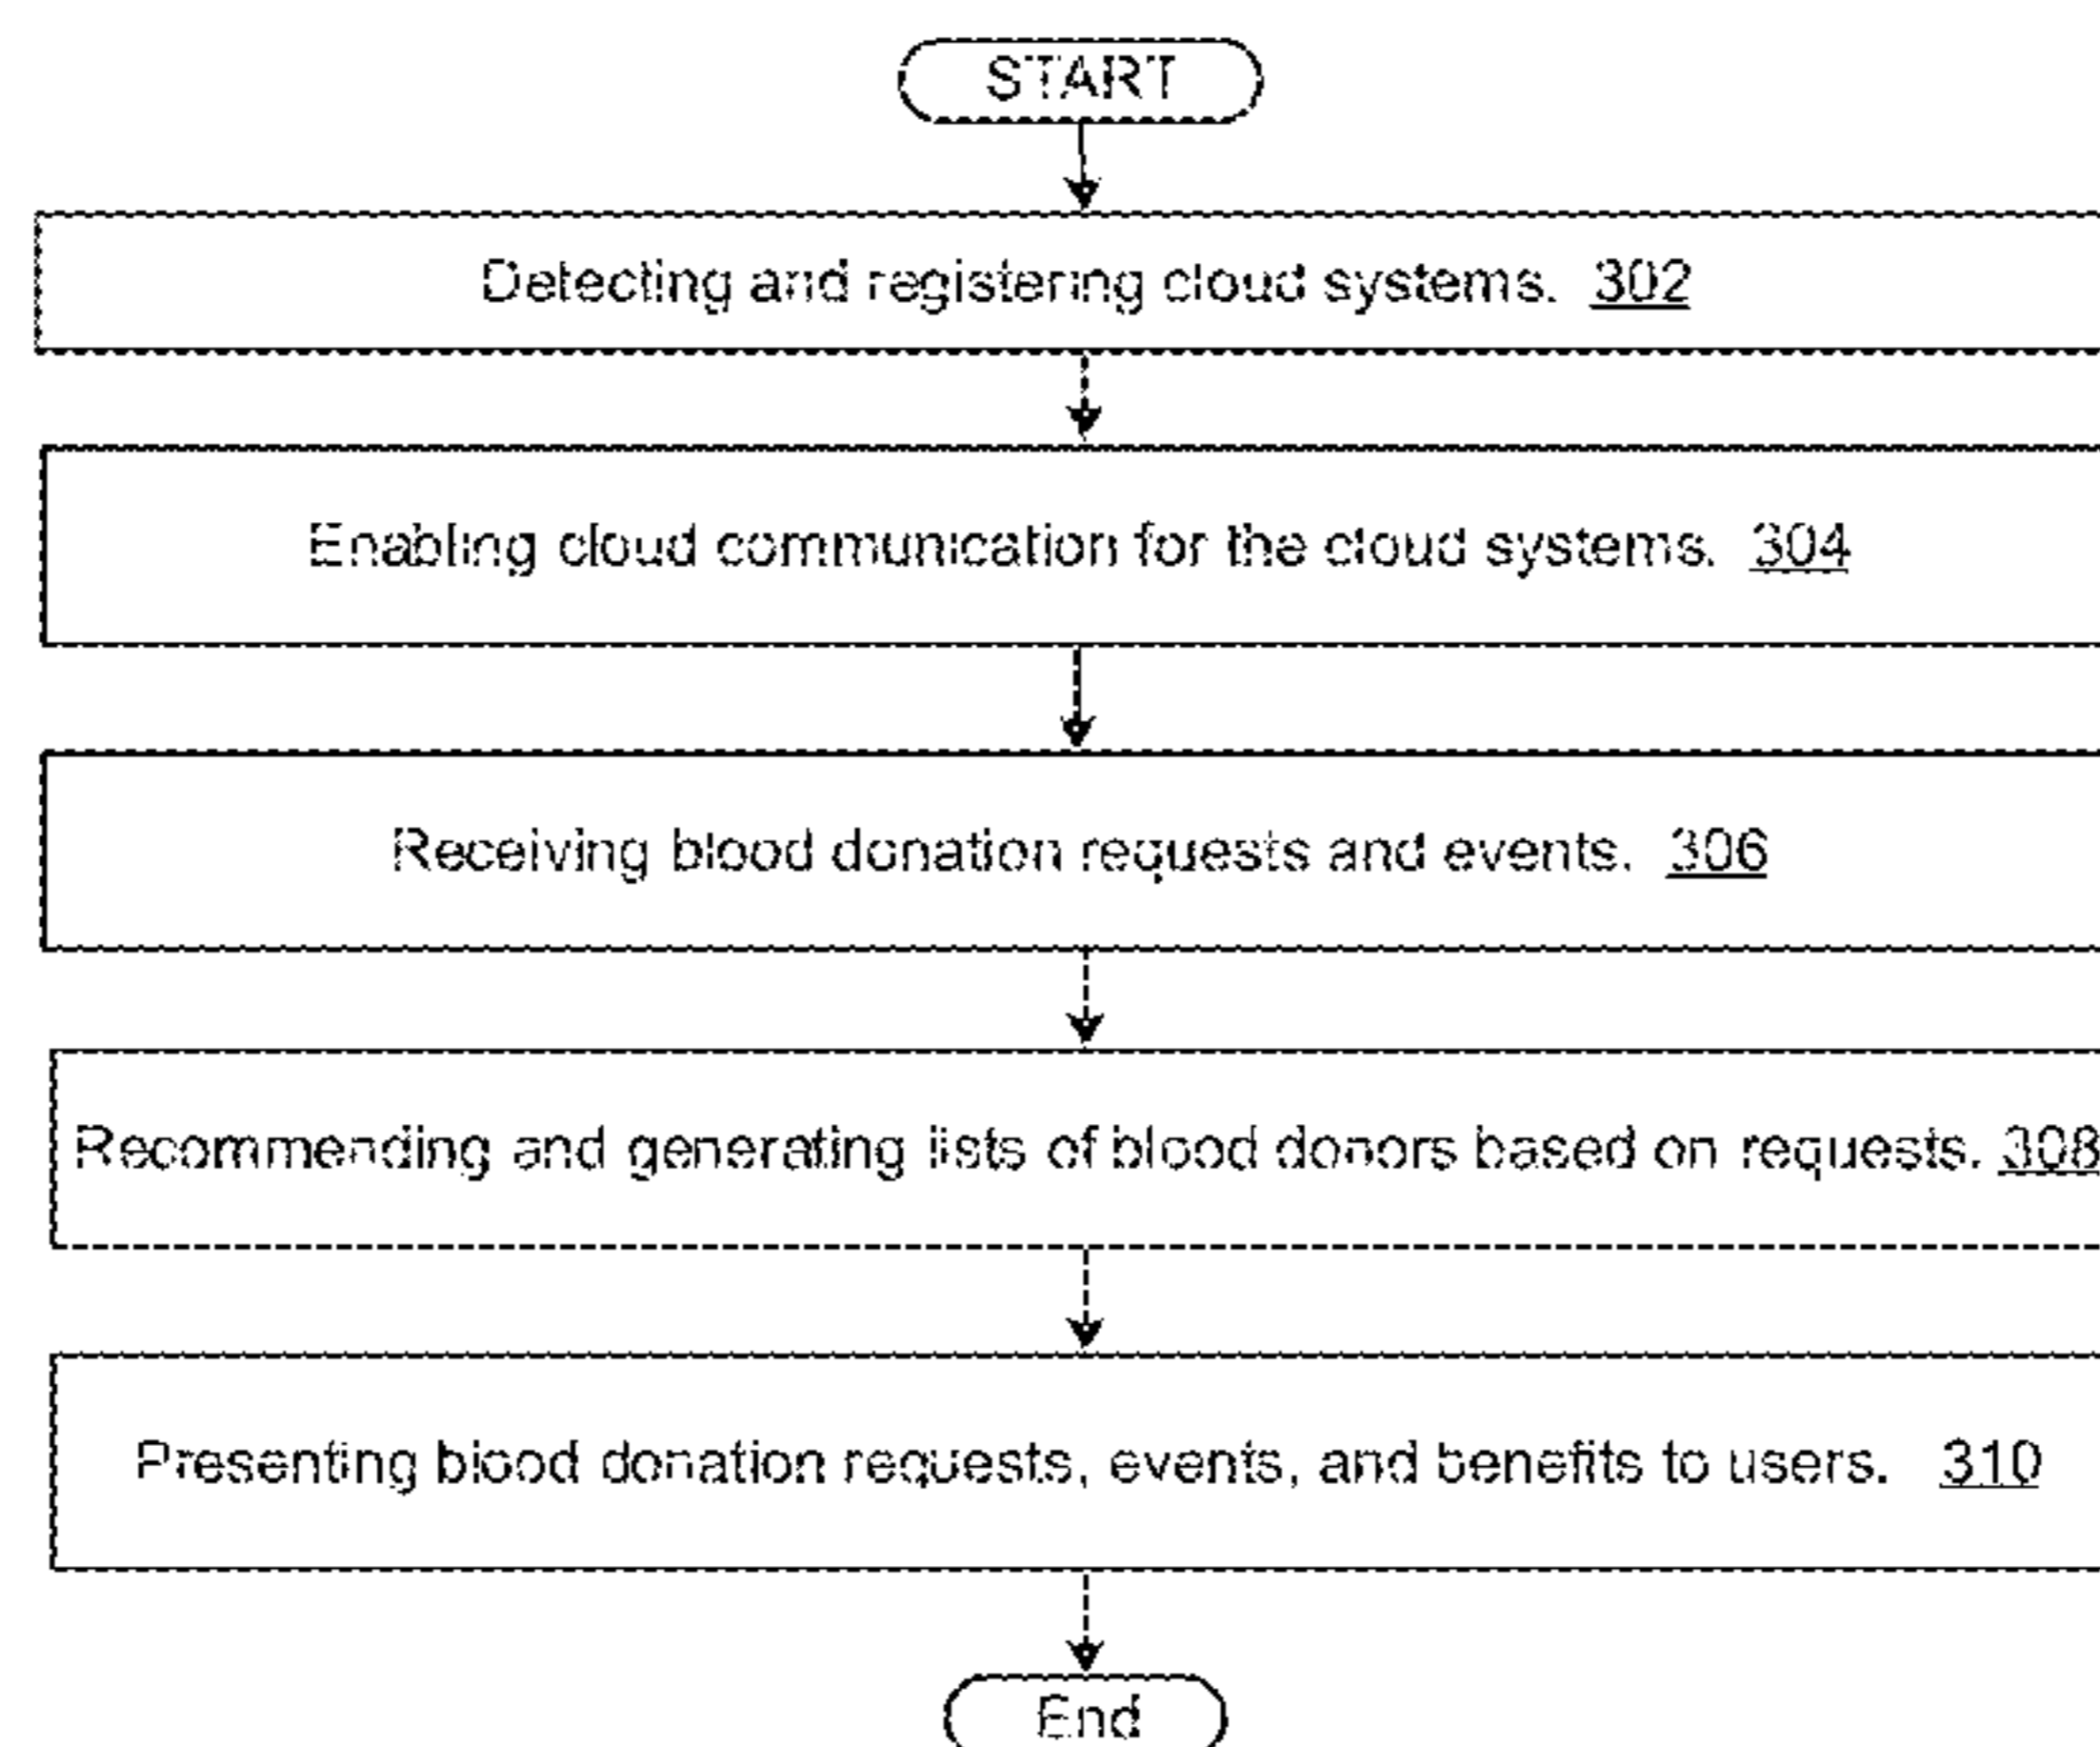 START
Detecting and registering cloud systems. 302
Enabling cloud communication for the cloud systems. 304
Receiving blood donation requests and events. 306
Recommending and generating lists of blood donors based on requests. 308
Presenting blood donation requests, events, and benefits to users. 310
End